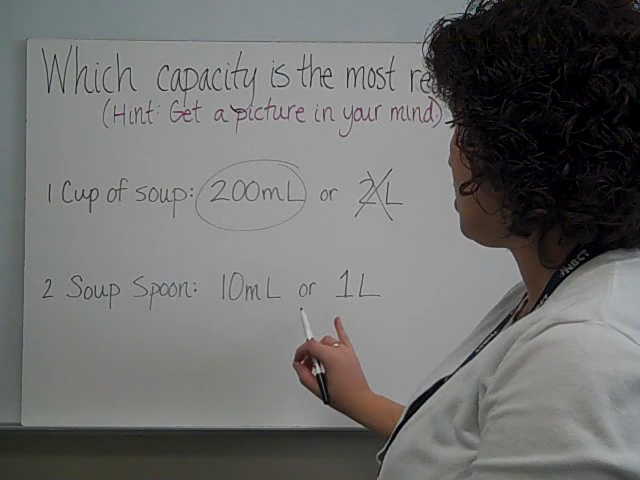 Which capacity is the most
(Hint: Get a picture in your mind.)
1 Cup of soup: 200mL or 2L
2 Soup Spoon: 10mL or 1L
NBCT